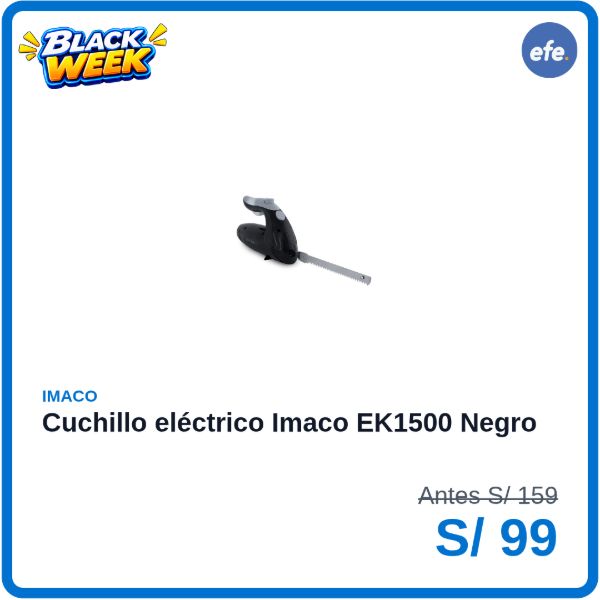 BLACK
WEEK
efe.
IMACO
Cuchillo eléctrico Imaco EK1500 Negro
Antes S/ 159
S/ 99